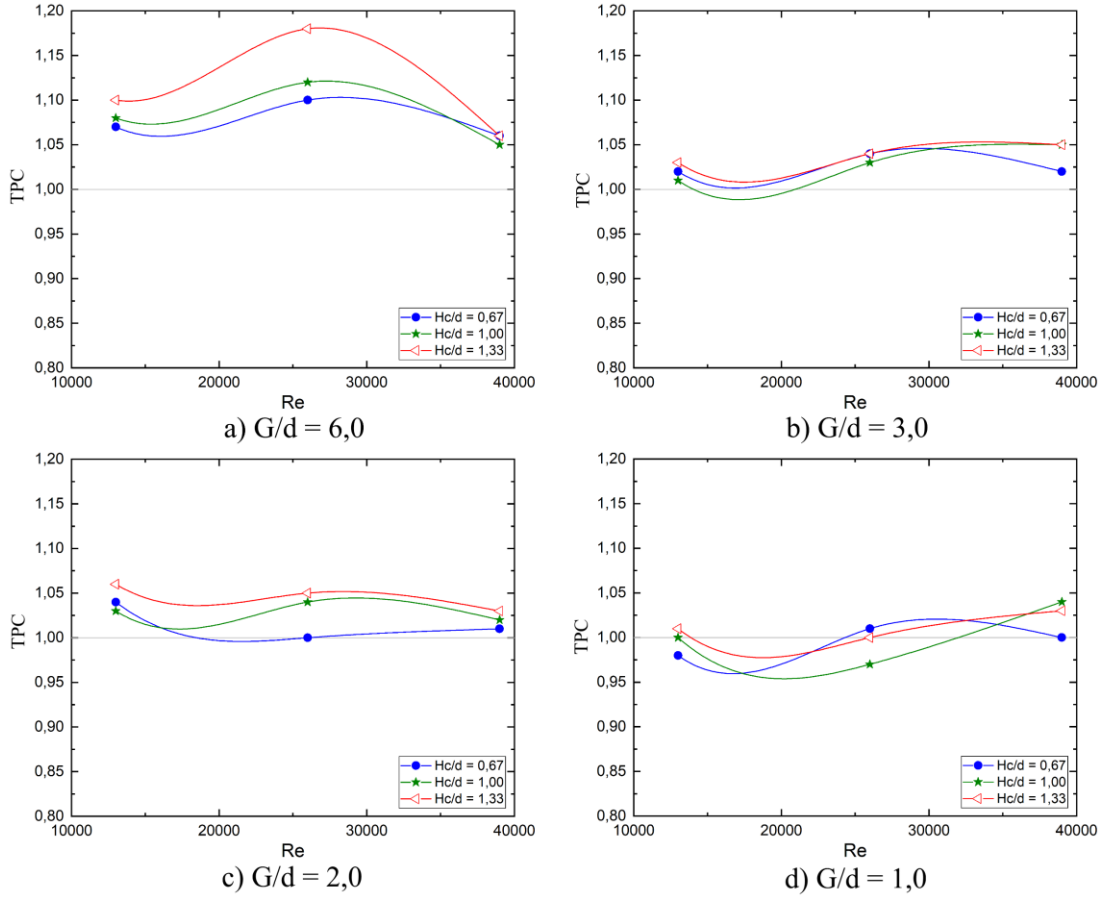 1,20
1,15
1,10
1,05
1,00
0,95
0,90
0,85
0,80
TPC
10000 20000 30000 40000
Re
Hc/d = 0,67
Hc/d = 1,00
Hc/d = 1,33
a) G/d = 6,0
1,20
1,15
1,10
1,05
1,00
0,95
0,90
0,85
0,80
TPC
10000 20000 30000 40000
Re
Hc/d = 0,67
Hc/d = 1,00
Hc/d = 1,33
b) G/d = 3,0
1,20
1,15
1,10
1,05
1,00
0,95
0,90
0,85
0,80
TPC
10000 20000 30000 40000
Re
Hc/d = 0,67
Hc/d = 1,00
Hc/d = 1,33
c) G/d = 2,0
1,20
1,15
1,10
1,05
1,00
0,95
0,90
0,85
0,80
TPC
10000 20000 30000 40000
Re
Hc/d = 0,67
Hc/d = 1,00
Hc/d = 1,33
d) G/d = 1,0